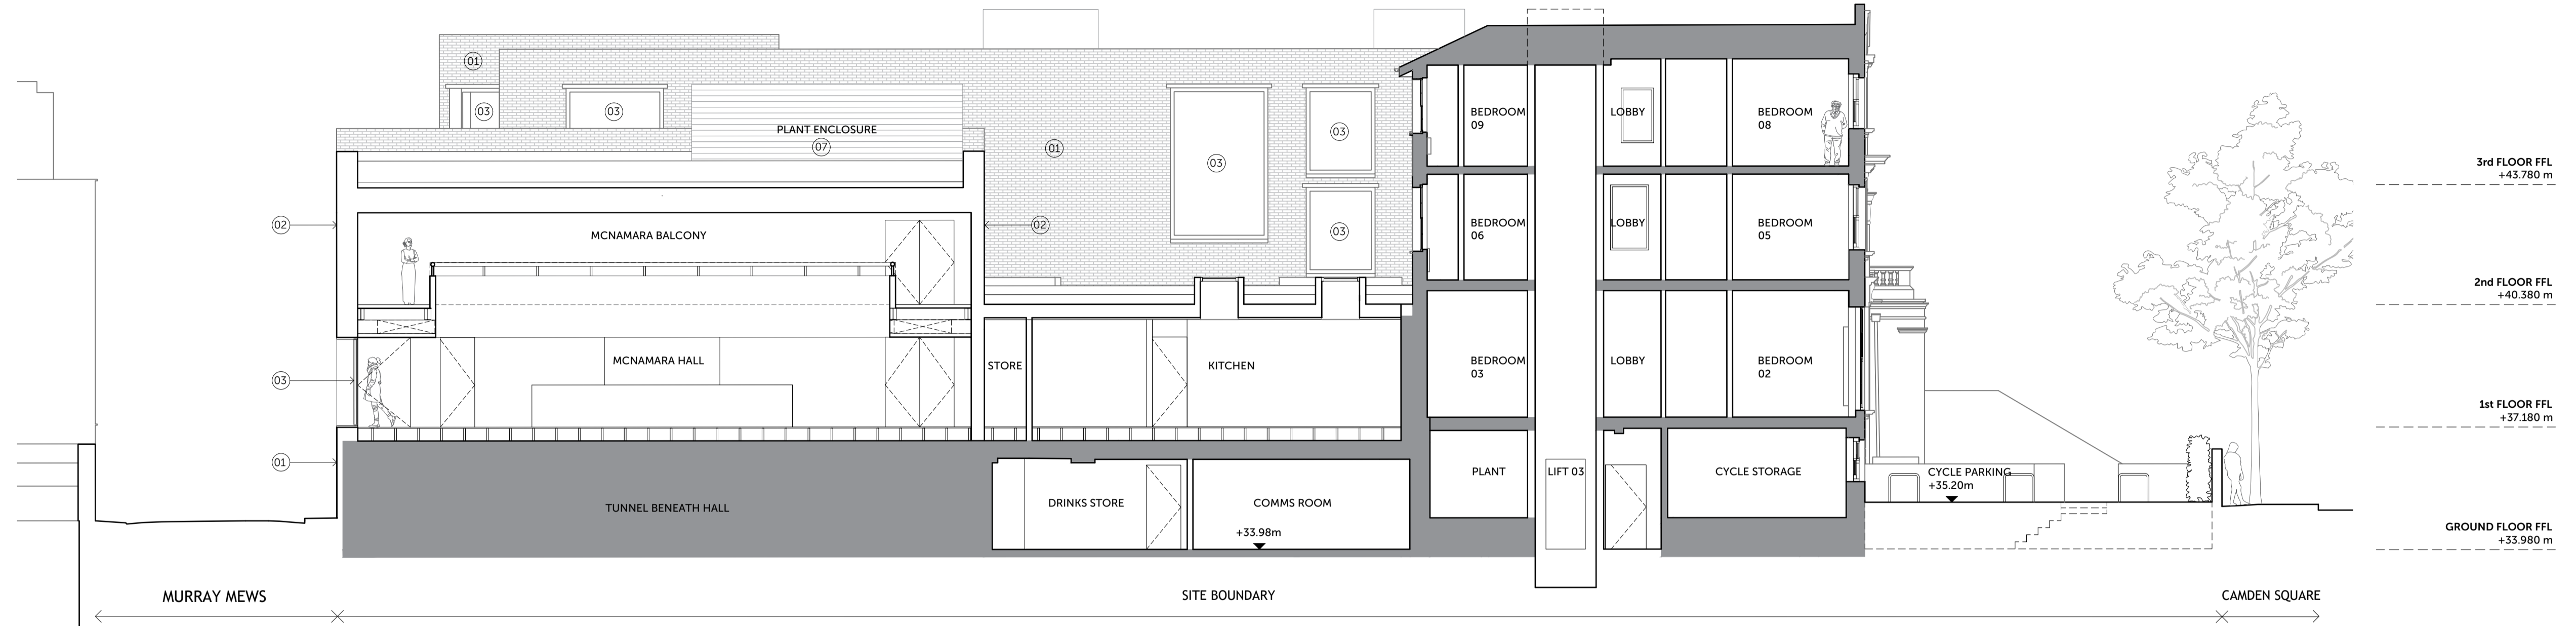 01
03
03
PLANT ENCLOSURE
07
01
03
03
03
BEDROOM
09
LOBBY
BEDROOM
08
3rd FLOOR FFL
+43.780 m
02
MCNAMARA BALCONY
02
BEDROOM
06
LOBBY
BEDROOM
05
2nd FLOOR FFL
+40.380 m
03
MCNAMARA HALL
STORE
KITCHEN
BEDROOM
03
LOBBY
BEDROOM
02
1st FLOOR FFL
+37.180 m
01
TUNNEL BENEATH HALL
DRINKS STORE
COMMS ROOM
+33.98m
PLANT
LIFT 03
CYCLE STORAGE
CYCLE PARKING
+35.20m
GROUND FLOOR FFL
+33.980 m
MURRAY MEWS
SITE BOUNDARY
CAMDEN SQUARE